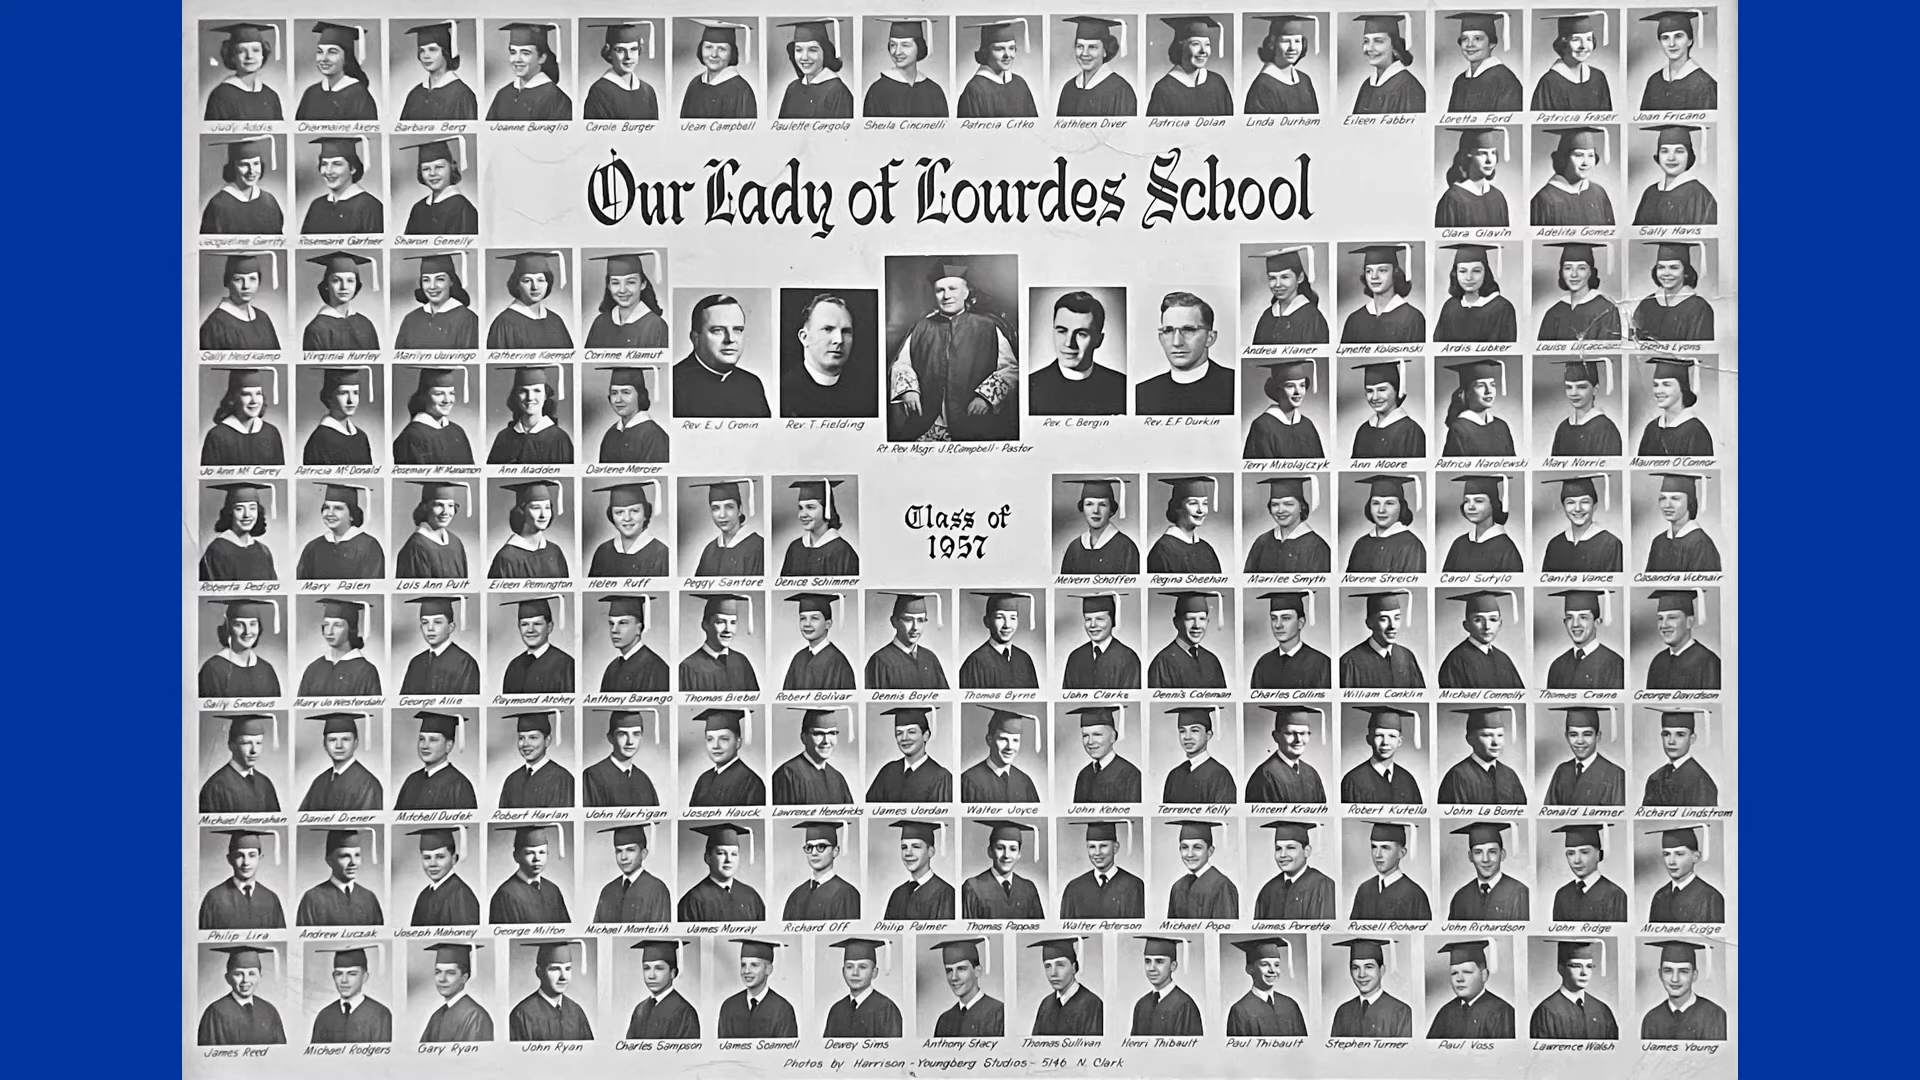 Judy Addis Charmaine Akers Barbara Berg Joanne Buraglio Carole Burger Jean Campbell Paulette Cargola Sheila Cincinelli Patricia Citko Kathleen Diver Patricia Dolan Linda Durham Eileen Fabbri Loretta Ford Patricia Fraser Joan Fricano
Our Lady of Lourdes School
Jacqueline Garrity Rosemarie Gartner Sharon Genelly Clara Glavin Adelita Gomez Sally Havis
Sally Heidkamp Virginia Hurley Marilyn Juivingo Katherine Kaempf Corinne Klamut Andrea Klaner Lynette Kolasinski Ardis Lubker Louise Lyons
Rev. E. J. Cronin Rev. T. Fielding Rt. Rev. Msgr. J.P. Campbell - Pastor Rev. C. Bergin Rev. E.F. Durkin
Jo Ann Mc Carey Patricia McDonald Rosemary Ann Madden Darlene Mercier Terry Mikolajczyk Ann Moore Patricia Narolewski Mary Norrie Maureen O'Connor
Class of
1957
Roberta Pedigo Mary Palen Lois Ann Pult Eileen Remington Helen Ruff Peggy Santore Denice Schimmer Melvern Schoffen Regina Sheehan Marilee Smyth Norene Streich Carol Sutylo Canita Vance Casandra Vicknair
Sally Snorbus Mary Jo Westerdahl George Allie Raymond Atchey Anthony Barango Thomas Biebel Robert Bolivar Dennis Boyle Thomas Byrne John Clarke Dennis Coleman Charles Collins William Conklin Michael Connolly Thomas Crane George Davidson
Michael Hanrahan Daniel Diener Mitchell Dudek Robert Harlan John Hartigan Joseph Hauck Lawrence Hendricks James Jordan Walter Joyce John Kehoe Terrence Kelly Vincent Krauth Robert Kutella John La Bonte Ronald Larmer Richard Lindstrom
Philip Lira Andrew Luczak Joseph Mahoney George Milton Michael Monteith James Murray Richard Off Philip Palmer Thomas Pappas Walter Peterson Michael Pope James Porretta Russell Richard John Richardson John Ridge Michael Ridge
James Reed Michael Rodgers Gary Ryan John Ryan Charles Sampson James Scannell Dewey Sims Anthony Stacy Thomas Sullivan Henri Thibault Paul Thibault Stephen Turner Paul Voss Lawrence Walsh James Young
Photos by Harrison - Youngberg Studios - 5146 N. Clark